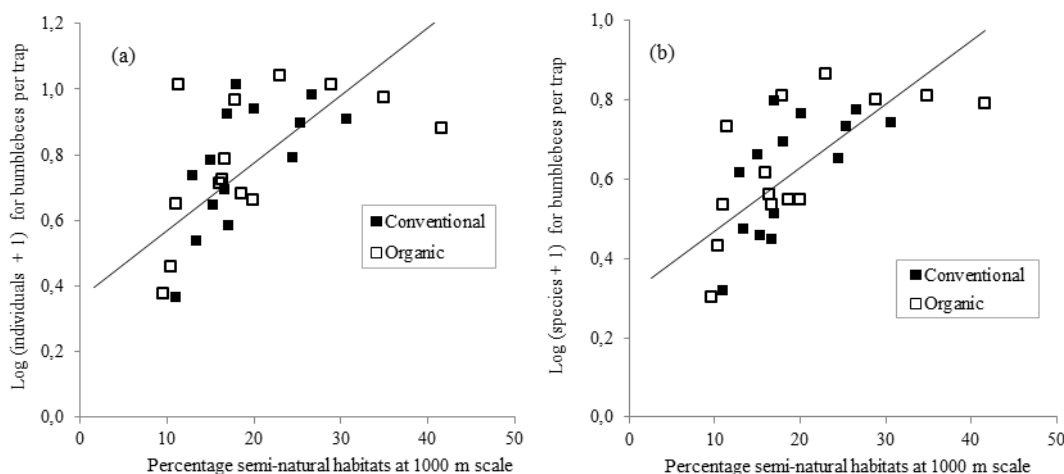 (a)
Log (individuals + 1) for bumblebees per trap
1,2
1,0
0,8
0,6
0,4
0,2
0,0
0
10
20
30
40
50
Conventional
Organic
Percentage semi-natural habitats at 1000 m scale
(b)
Log (species + 1) for bumblebees per trap
1,0
0,8
0,6
0,4
0,2
0,0
0
10
20
30
40
50
Conventional
Organic
Percentage semi-natural habitats at 1000 m scale